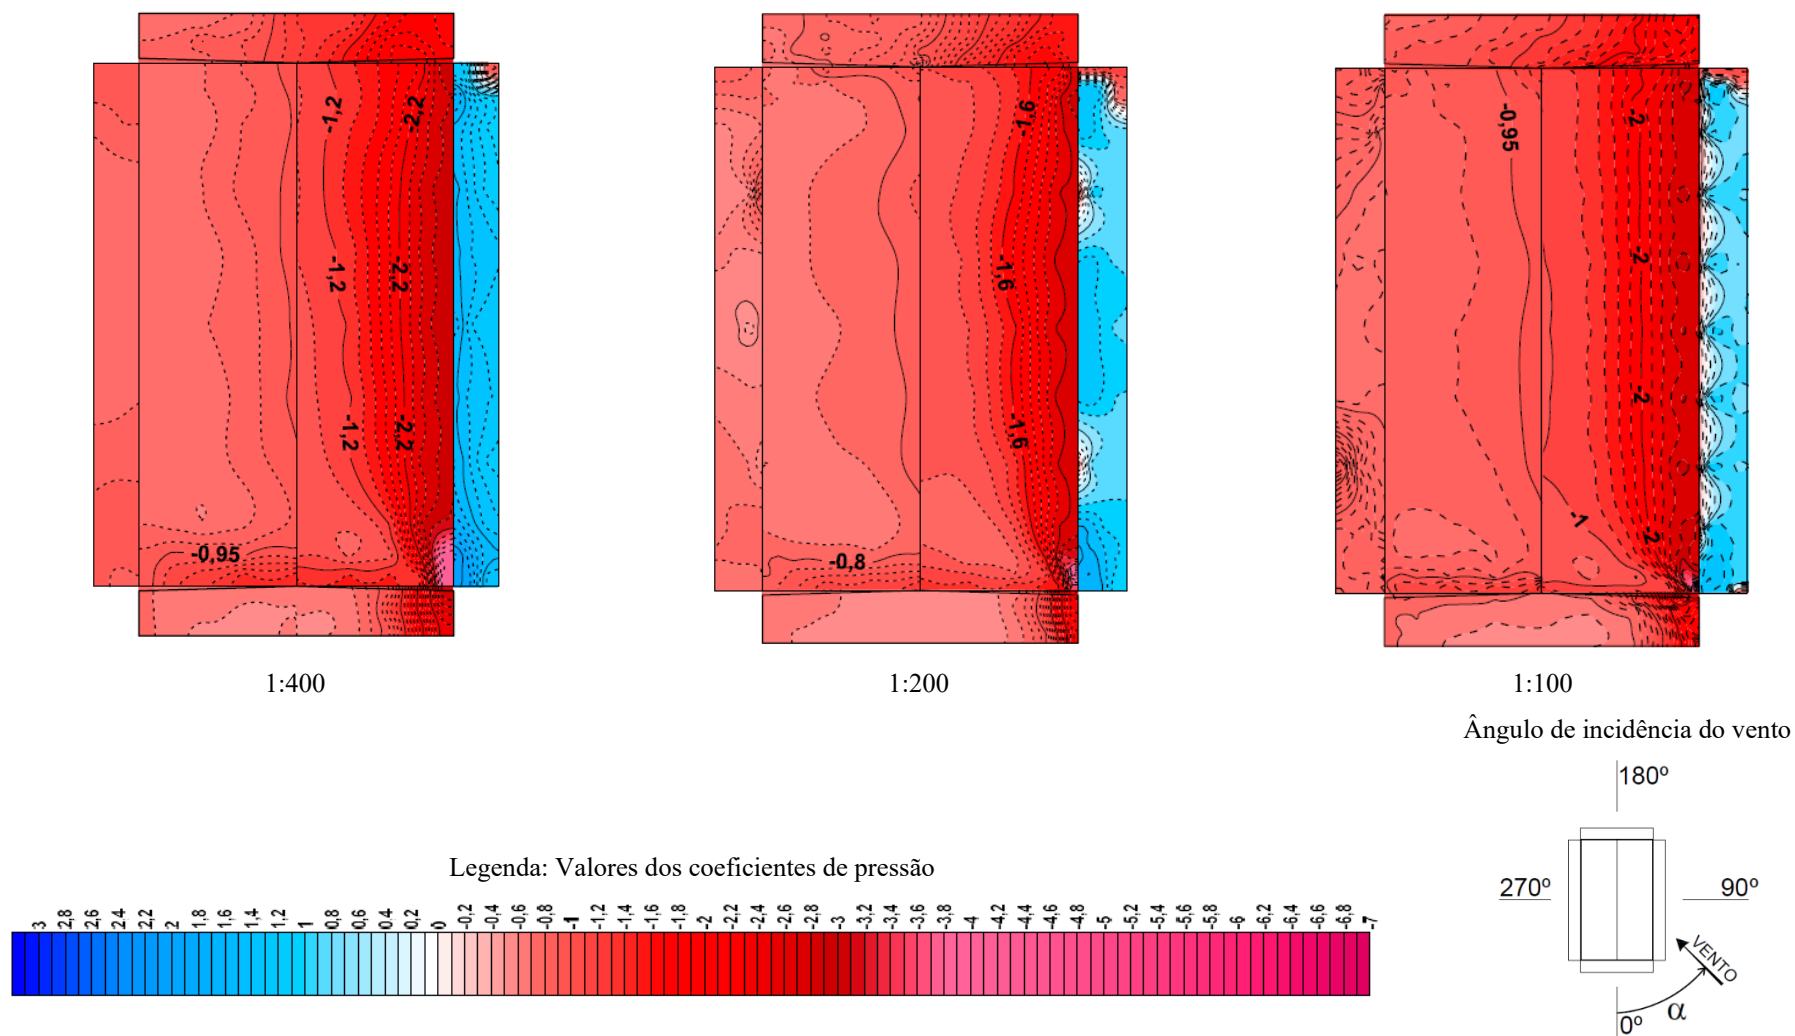 -1,2
-2,2
-1,2
-2,2
-1,2
-2,2
-0,95
-1,6
-1,6
-1,6
-0,8
-0,95
-2
-2
-2
-1
-2
1:400
1:200
1:100
Ângulo de incidência do vento
180º
270º
90º
VENTO
α
0º
Legenda: Valores dos coeficientes de pressão
3 2,8 2,6 2,4 2,2 2 1,8 1,6 1,4 1,2 1 0,8 0,6 0,4 0,2 0 -0,2 -0,4 -0,6 -0,8 -1 -1,2 -1,4 -1,6 -1,8 -2 -2,2 -2,4 -2,6 -2,8 -3 -3,2 -3,4 -3,6 -3,8 -4 -4,2 -4,4 -4,6 -4,8 -5 -5,2 -5,4 -5,6 -5,8 -6 -6,2 -6,4 -6,6 -6,8 -7